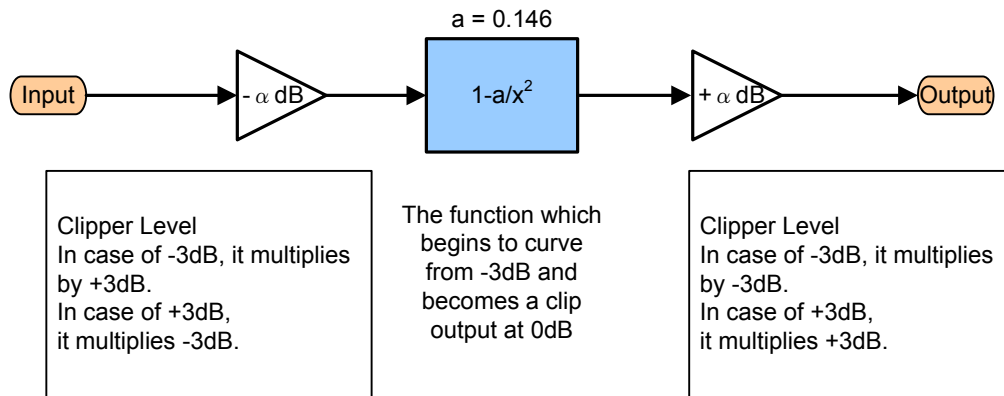 a = 0.146
Input
- α dB
1-a/x²
+ α dB
Output
Clipper Level
In case of -3dB, it multiplies
by +3dB.
In case of +3dB,
it multiplies -3dB.
The function which
begins to curve
from -3dB and
becomes a clip
output at 0dB
Clipper Level
In case of -3dB, it multiplies
by -3dB.
In case of +3dB,
it multiplies +3dB.